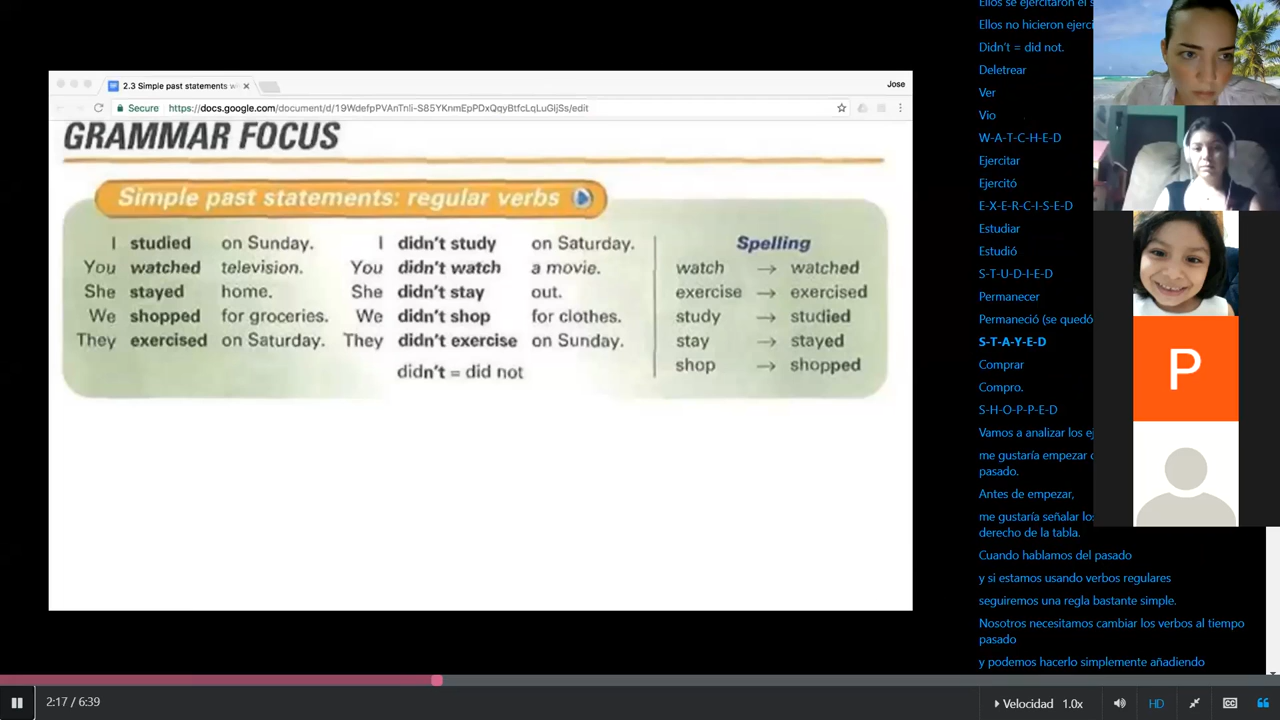 2.3 Simple past statements w
Jose
Secure https://docs.google.com/document/d/19WdefpPVAnTnli-S85YKnmEpPDxQqyBtfcLqLuGIjSs/edit
GRAMMAR FOCUS
Simple past statements: regular verbs
I studied on Sunday. I didn't study on Saturday. Spelling
You watched television. You didn't watch a movie. watch → watched
She stayed home. She didn't stay out. exercise → exercised
We shopped for groceries. We didn't shop for clothes. study → studied
They exercised on Saturday. They didn't exercise on Sunday. stay → stayed
didn't = did not shop → shopped
Ellos se ejercitaron el
Ellos no hicieron
Didn't = did not.
Deletrear
Ver
Vio
W-A-T-C-H-E-D
Ejercitar
Ejercitó
E-X-E-R-C-I-S-E-D
Estudiar
Estudió
S-T-U-D-I-E-D
Permanecer
Permaneció (se quedó
S-T-A-Y-E-D
Comprar
Compro.
S-H-O-P-P-E-D
Vamos a analizar los
me gustaría empezar
pasado.
Antes de empezar,
me gustaría señalar
derecho de la tabla.
Cuando hablamos del pasado
y si estamos usando verbos regulares
seguiremos una regla bastante simple.
Nosotros necesitamos cambiar los verbos al tiempo
pasado
y podemos hacerlo simplemente añadiendo
P
2:17 / 6:39
Velocidad 1.0x
HD
CC